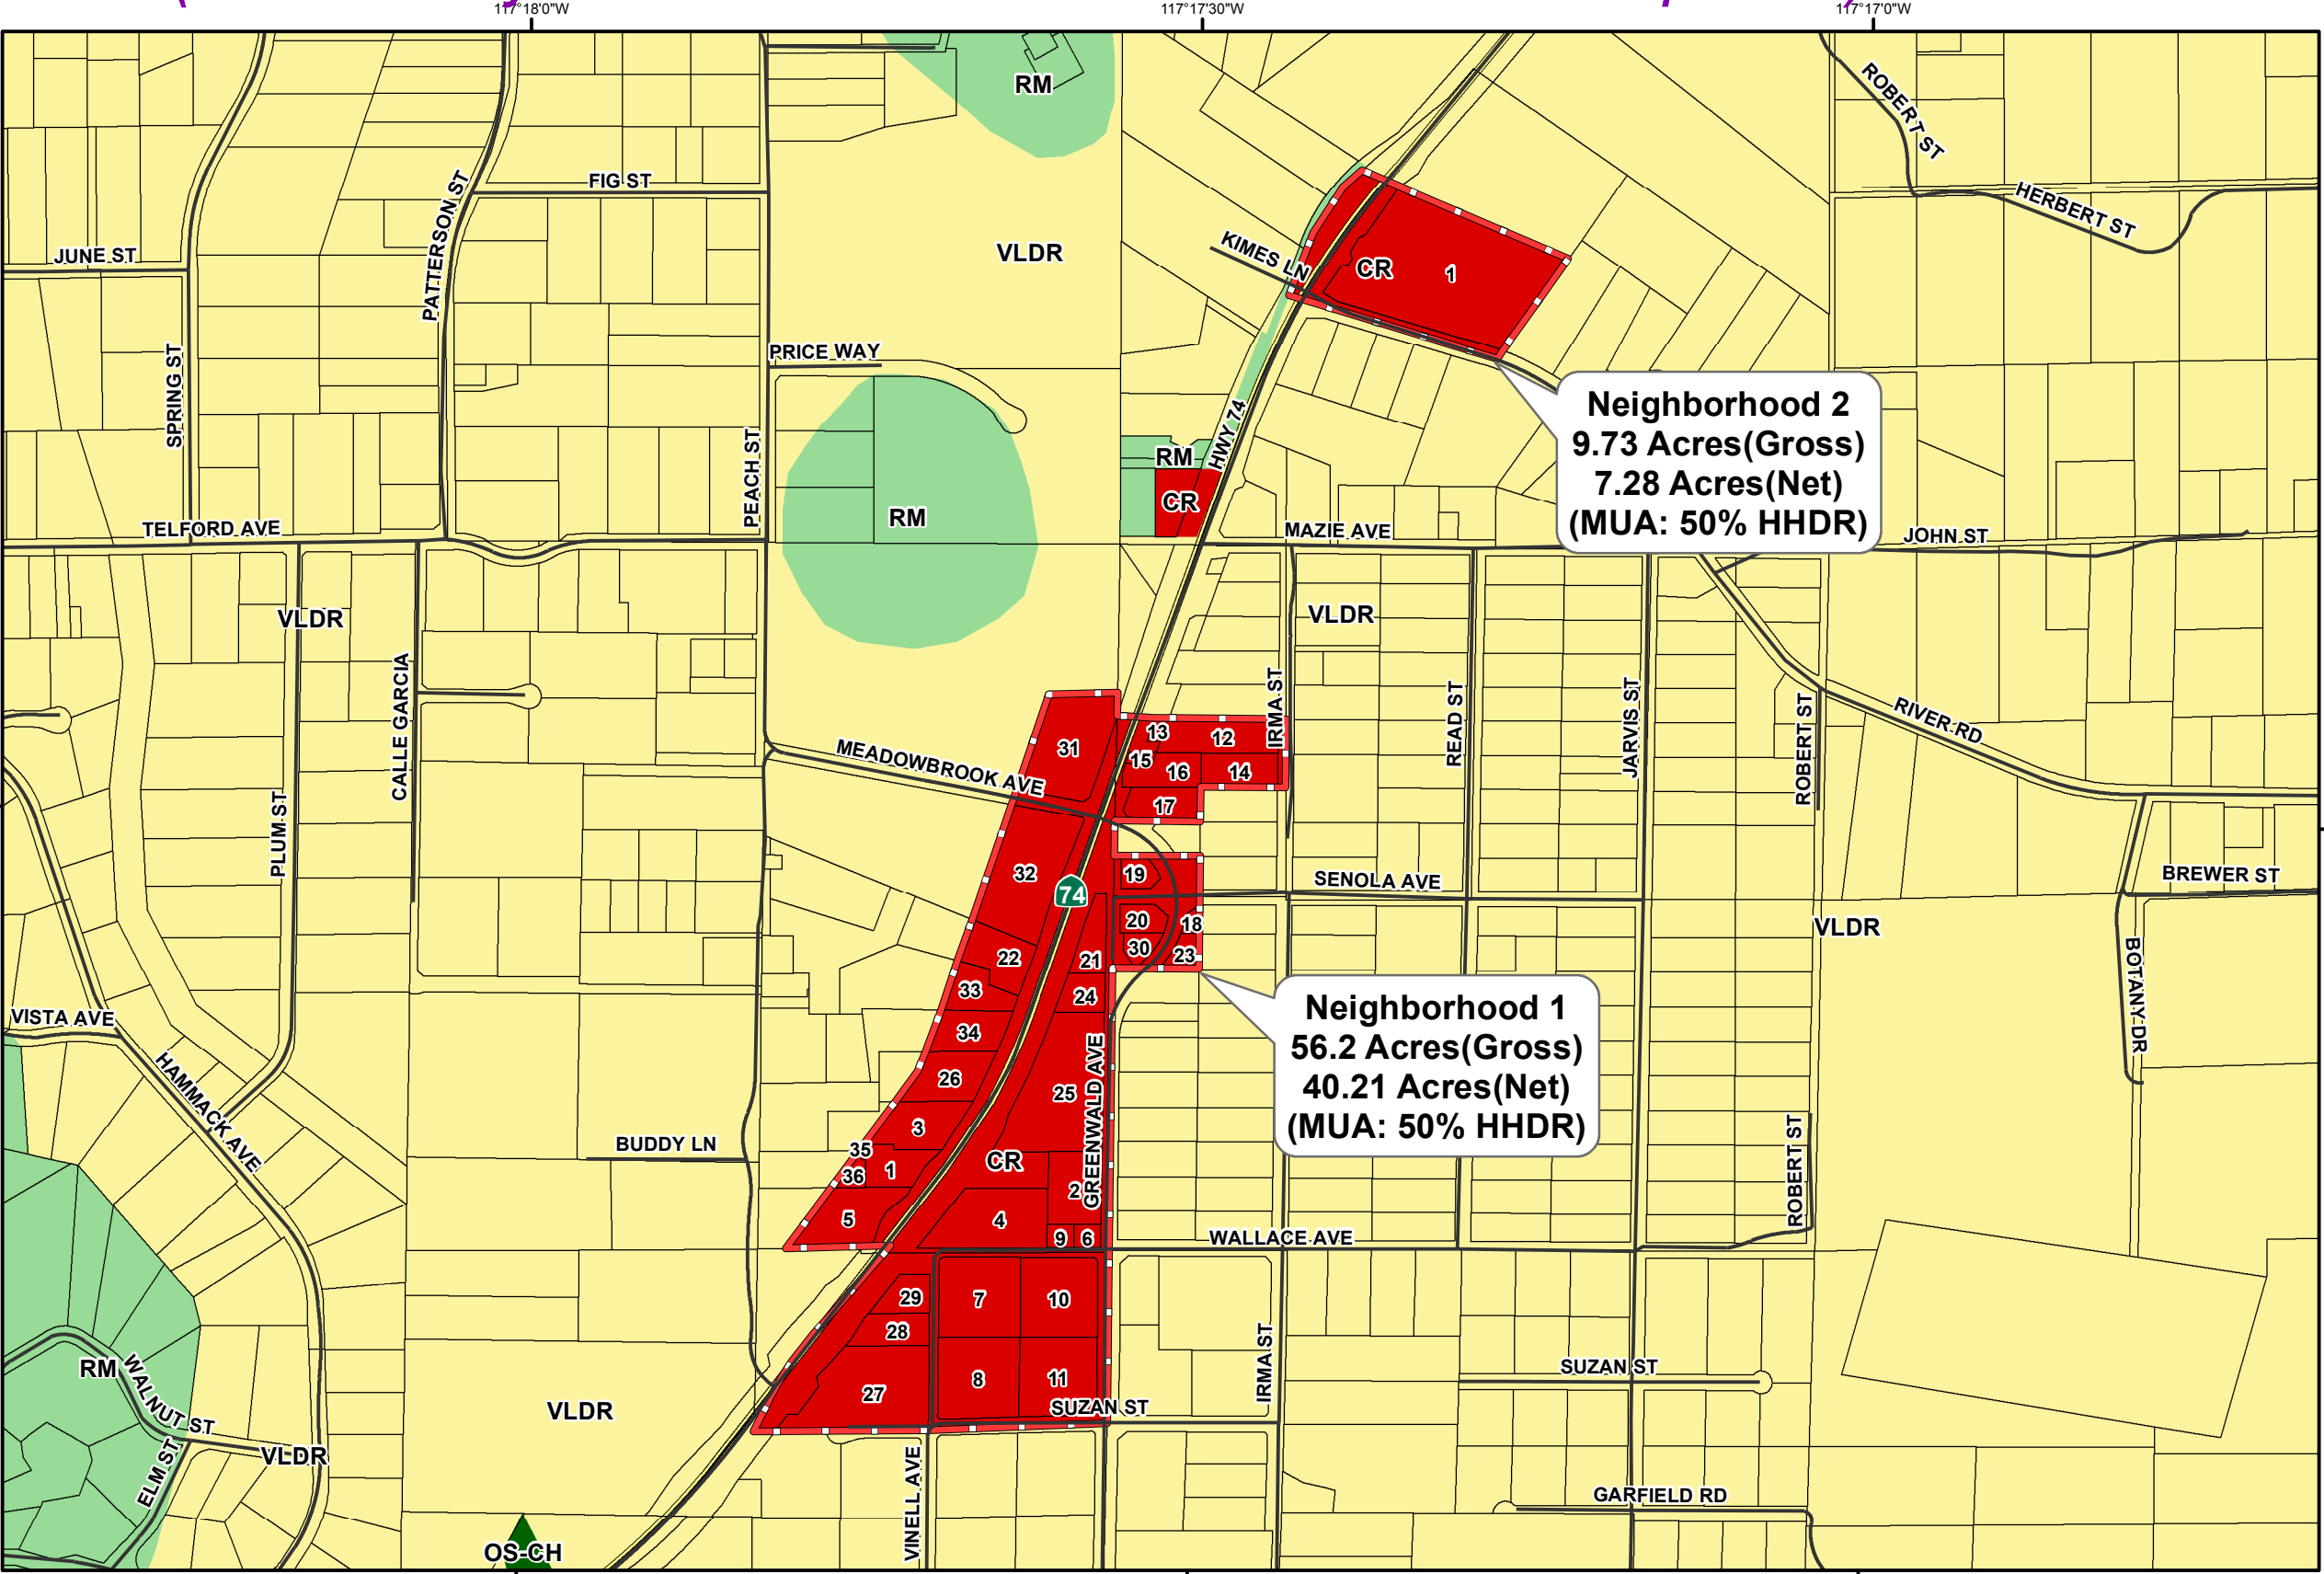 117°18'0"W
117°17'30"W
117°17'0"W
RM
ROBERT ST
FIG ST
PATTERSON ST
HERBERT ST
JUNE ST
VLDR
KIMES LN
CR
1
SPRING ST
PRICE WAY
PEACH ST
HWY 74
Neighborhood 2
9.73 Acres(Gross)
7.28 Acres(Net)
(MUA: 50% HHDR)
RM
CR
RM
TELFORD AVE
MAZIE AVE
JOHN ST
VLDR
VLDR
CALLE GARCIA
PLUM ST
IRMA ST
READ ST
JARVIS ST
ROBERT ST
RIVER RD
MEADOWBROOK AVE
31
13
12
15
16
14
17
32
74
19
SENOLA AVE
BREWER ST
20
18
VLDR
22
21
30
23
BOTANY DR
33
24
VISTA AVE
34
Neighborhood 1
56.2 Acres(Gross)
40.21 Acres(Net)
(MUA: 50% HHDR)
HAMMACK AVE
26
25
GREENWALD AVE
3
BUDDY LN
35
36
1
CR
2
ROBERT ST
5
4
9
6
WALLACE AVE
29
7
10
28
RM
WALNUT ST
IRMA ST
SUZAN ST
27
8
11
SUZAN ST
VLDR
VLDR
ELM ST
VINELL AVE
GARFIELD RD
OS-CH